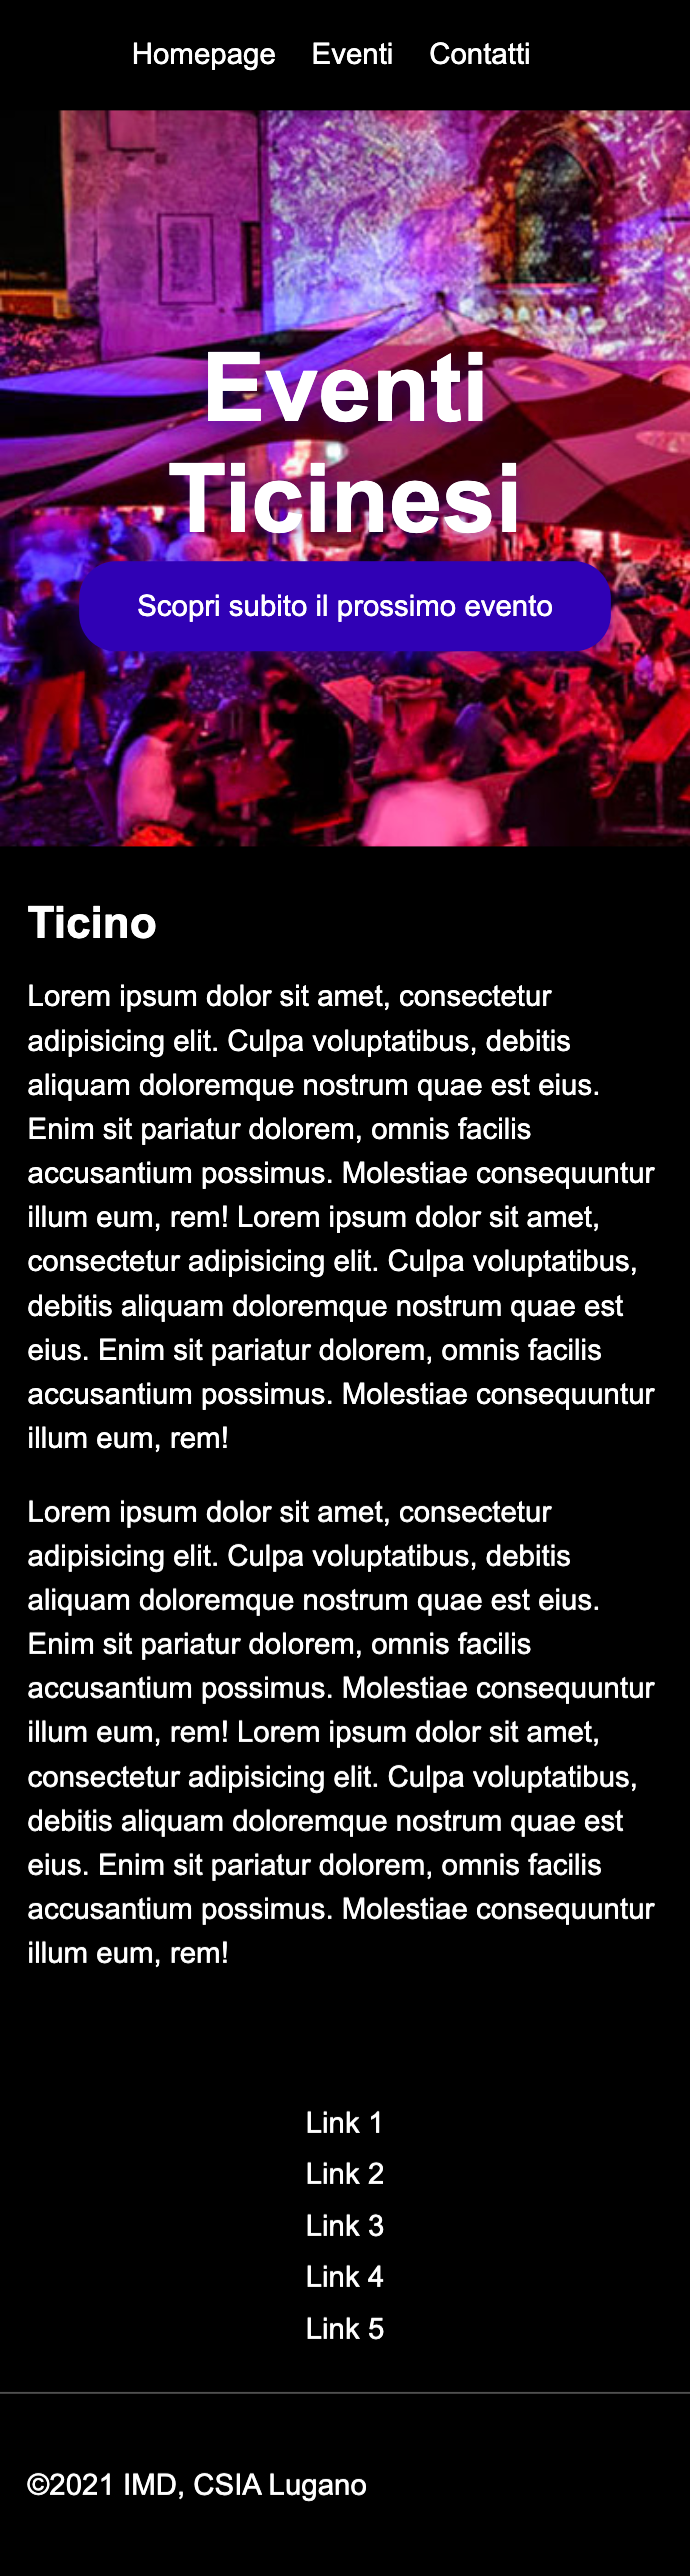 Homepage Eventi Contatti
Eventi
Ticinesi
Scopri subito il prossimo evento
Ticino
Lorem ipsum dolor sit amet, consectetur
adipisicing elit. Culpa voluptatibus, debitis
aliquam doloremque nostrum quae est eius.
Enim sit pariatur dolorem, omnis facilis
accusantium possimus. Molestiae consequuntur
illum eum, rem! Lorem ipsum dolor sit amet,
consectetur adipisicing elit. Culpa voluptatibus,
debitis aliquam doloremque nostrum quae est
eius. Enim sit pariatur dolorem, omnis facilis
accusantium possimus. Molestiae consequuntur
illum eum, rem!
Lorem ipsum dolor sit amet, consectetur
adipisicing elit. Culpa voluptatibus, debitis
aliquam doloremque nostrum quae est eius.
Enim sit pariatur dolorem, omnis facilis
accusantium possimus. Molestiae consequuntur
illum eum, rem! Lorem ipsum dolor sit amet,
consectetur adipisicing elit. Culpa voluptatibus,
debitis aliquam doloremque nostrum quae est
eius. Enim sit pariatur dolorem, omnis facilis
accusantium possimus. Molestiae consequuntur
illum eum, rem!
Link 1
Link 2
Link 3
Link 4
Link 5
©2021 IMD, CSIA Lugano